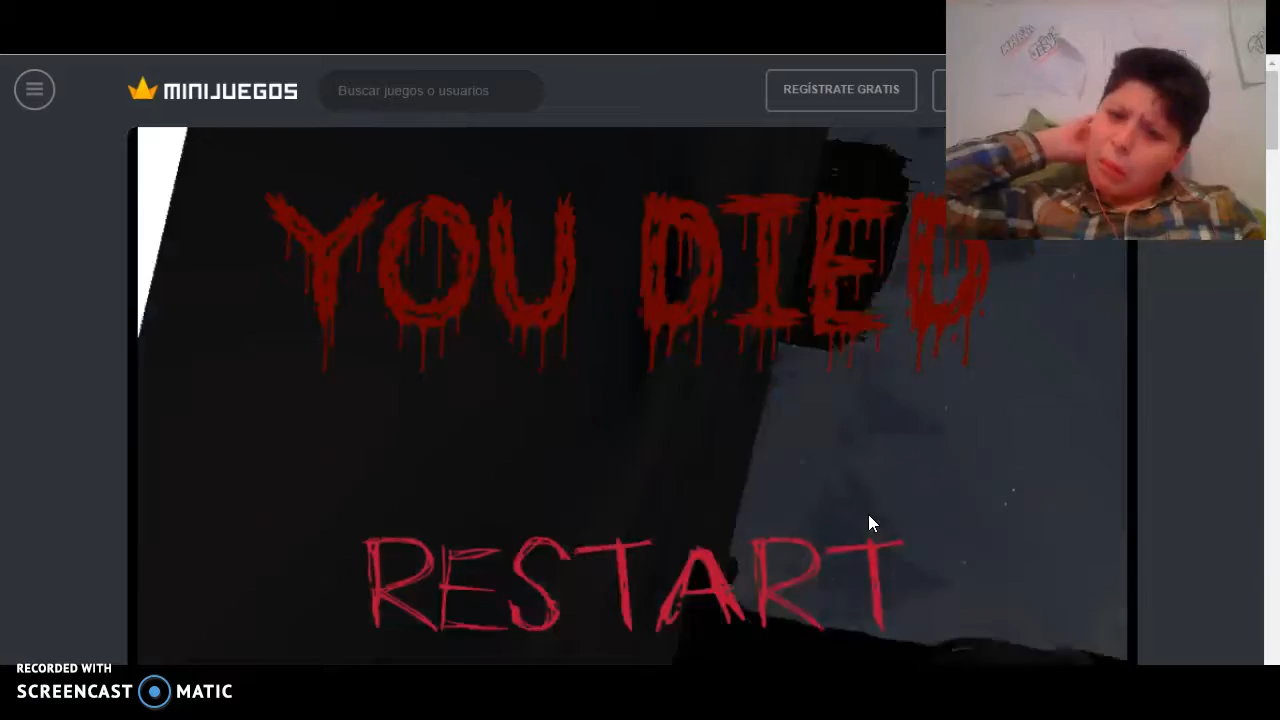 MINIJUEGOS
Buscar juegos o usuarios
REGÍSTRATE GRATIS
YOU DIED
RESTART
RECORDED WITH
SCREENCAST MATIC